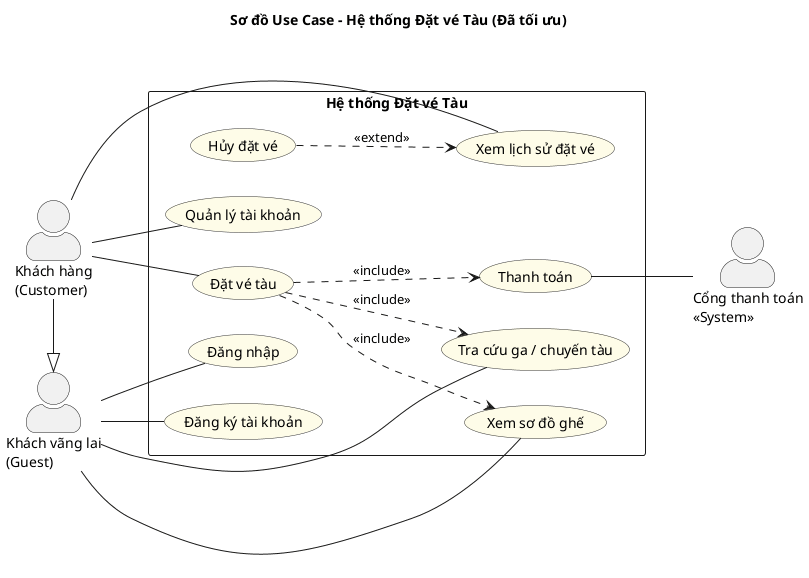 Sơ đồ Use Case - Hệ thống Đặt vé Tàu (Đã tối ưu)
Hệ thống Đặt vé Tàu
Hủy đặt vé
«extend»
Xem lịch sử đặt vé
Quản lý tài khoản
Khách hàng
(Customer)
Đặt vé tàu
«include»
Thanh toán
Cổng thanh toán
«System»
«include»
Tra cứu ga / chuyến tàu
«include»
Đăng nhập
Xem sơ đồ ghế
Đăng ký tài khoản
Khách vãng lai
(Guest)